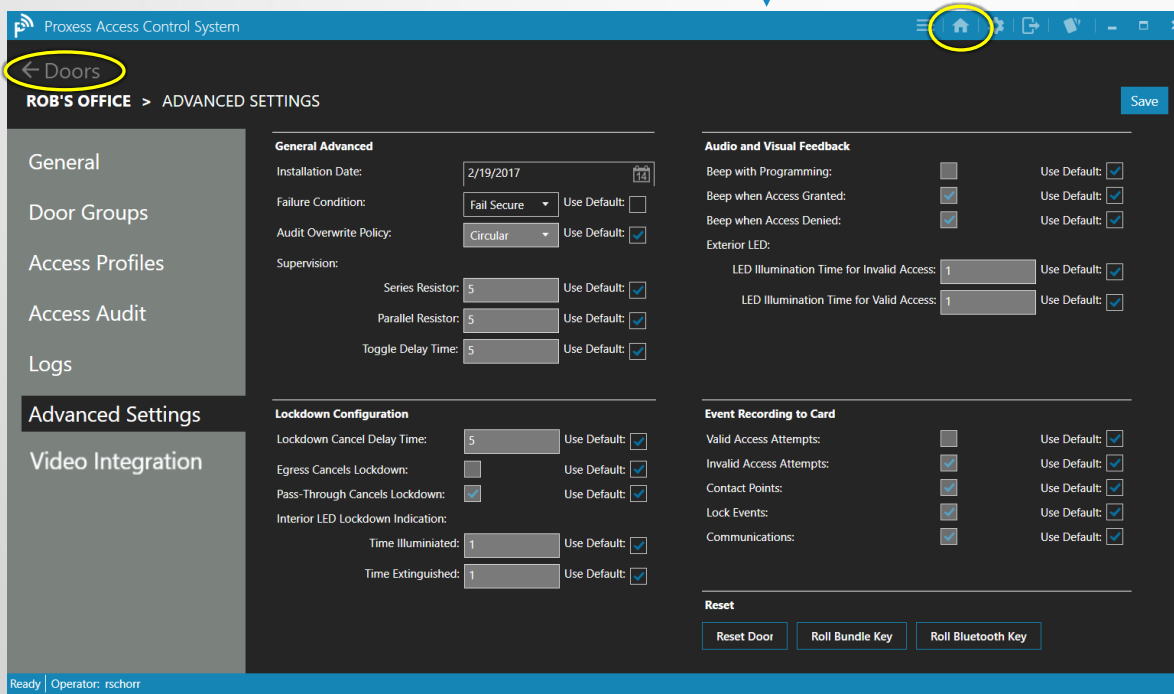 Proxess Access Control System
← Doors
ROB'S OFFICE > ADVANCED SETTINGS
Save
General
Door Groups
Access Profiles
Access Audit
Logs
Advanced Settings
Video Integration
General Advanced
Installation Date: 2/19/2017 14
Failure Condition: Fail Secure Use Default:
Audit Overwrite Policy: Circular Use Default:
Supervision:
Series Resistor: 5 Use Default:
Parallel Resistor: 5 Use Default:
Toggle Delay Time: 5 Use Default:
Audio and Visual Feedback
Beep with Programming: Use Default:
Beep when Access Granted: Use Default:
Beep when Access Denied: Use Default:
Exterior LED:
LED Illumination Time for Invalid Access: 1 Use Default:
LED Illumination Time for Valid Access: 1 Use Default:
Lockdown Configuration
Lockdown Cancel Delay Time: 5 Use Default:
Egress Cancels Lockdown: Use Default:
Pass-Through Cancels Lockdown: Use Default:
Interior LED Lockdown Indication:
Time Illuminiated: 1 Use Default:
Time Extinguished: 1 Use Default:
Event Recording to Card
Valid Access Attempts: Use Default:
Invalid Access Attempts: Use Default:
Contact Points: Use Default:
Lock Events: Use Default:
Communications: Use Default:
Reset
Reset Door Roll Bundle Key Roll Bluetooth Key
Ready Operator: rschorr